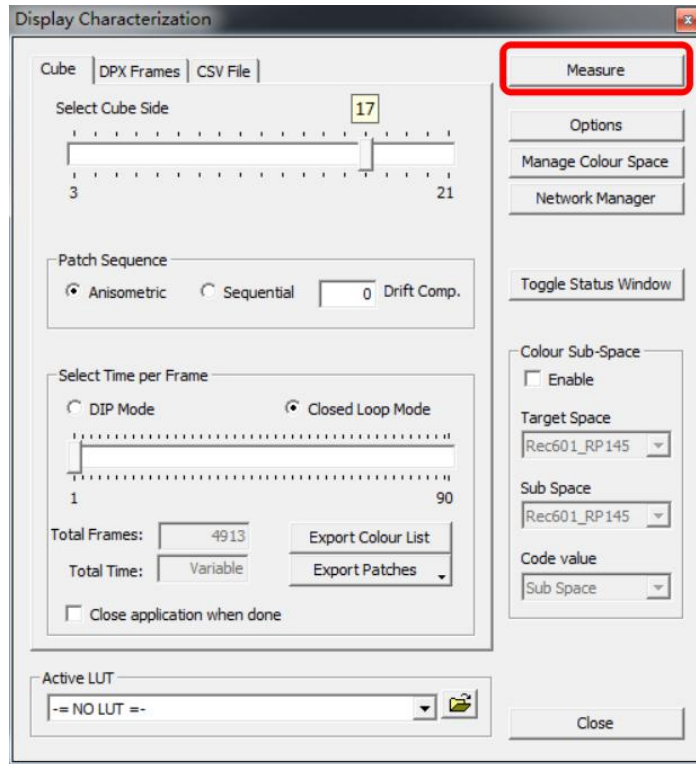 Display Characterization
x
Cube
DPX Frames
CSV File
Measure
Select Cube Side
17
3
21
Options
Manage Colour Space
Network Manager
Patch Sequence
Anisometric
Sequential
0
Drift Comp.
Toggle Status Window
Select Time per Frame
DIP Mode
Closed Loop Mode
1
90
Total Frames:
4913
Export Colour List
Total Time:
Variable
Export Patches
Close application when done
Colour Sub-Space
Enable
Target Space
Rec601_RP145
Sub Space
Rec601_RP145
Code value
Sub Space
Active LUT
-= NO LUT =-
Close